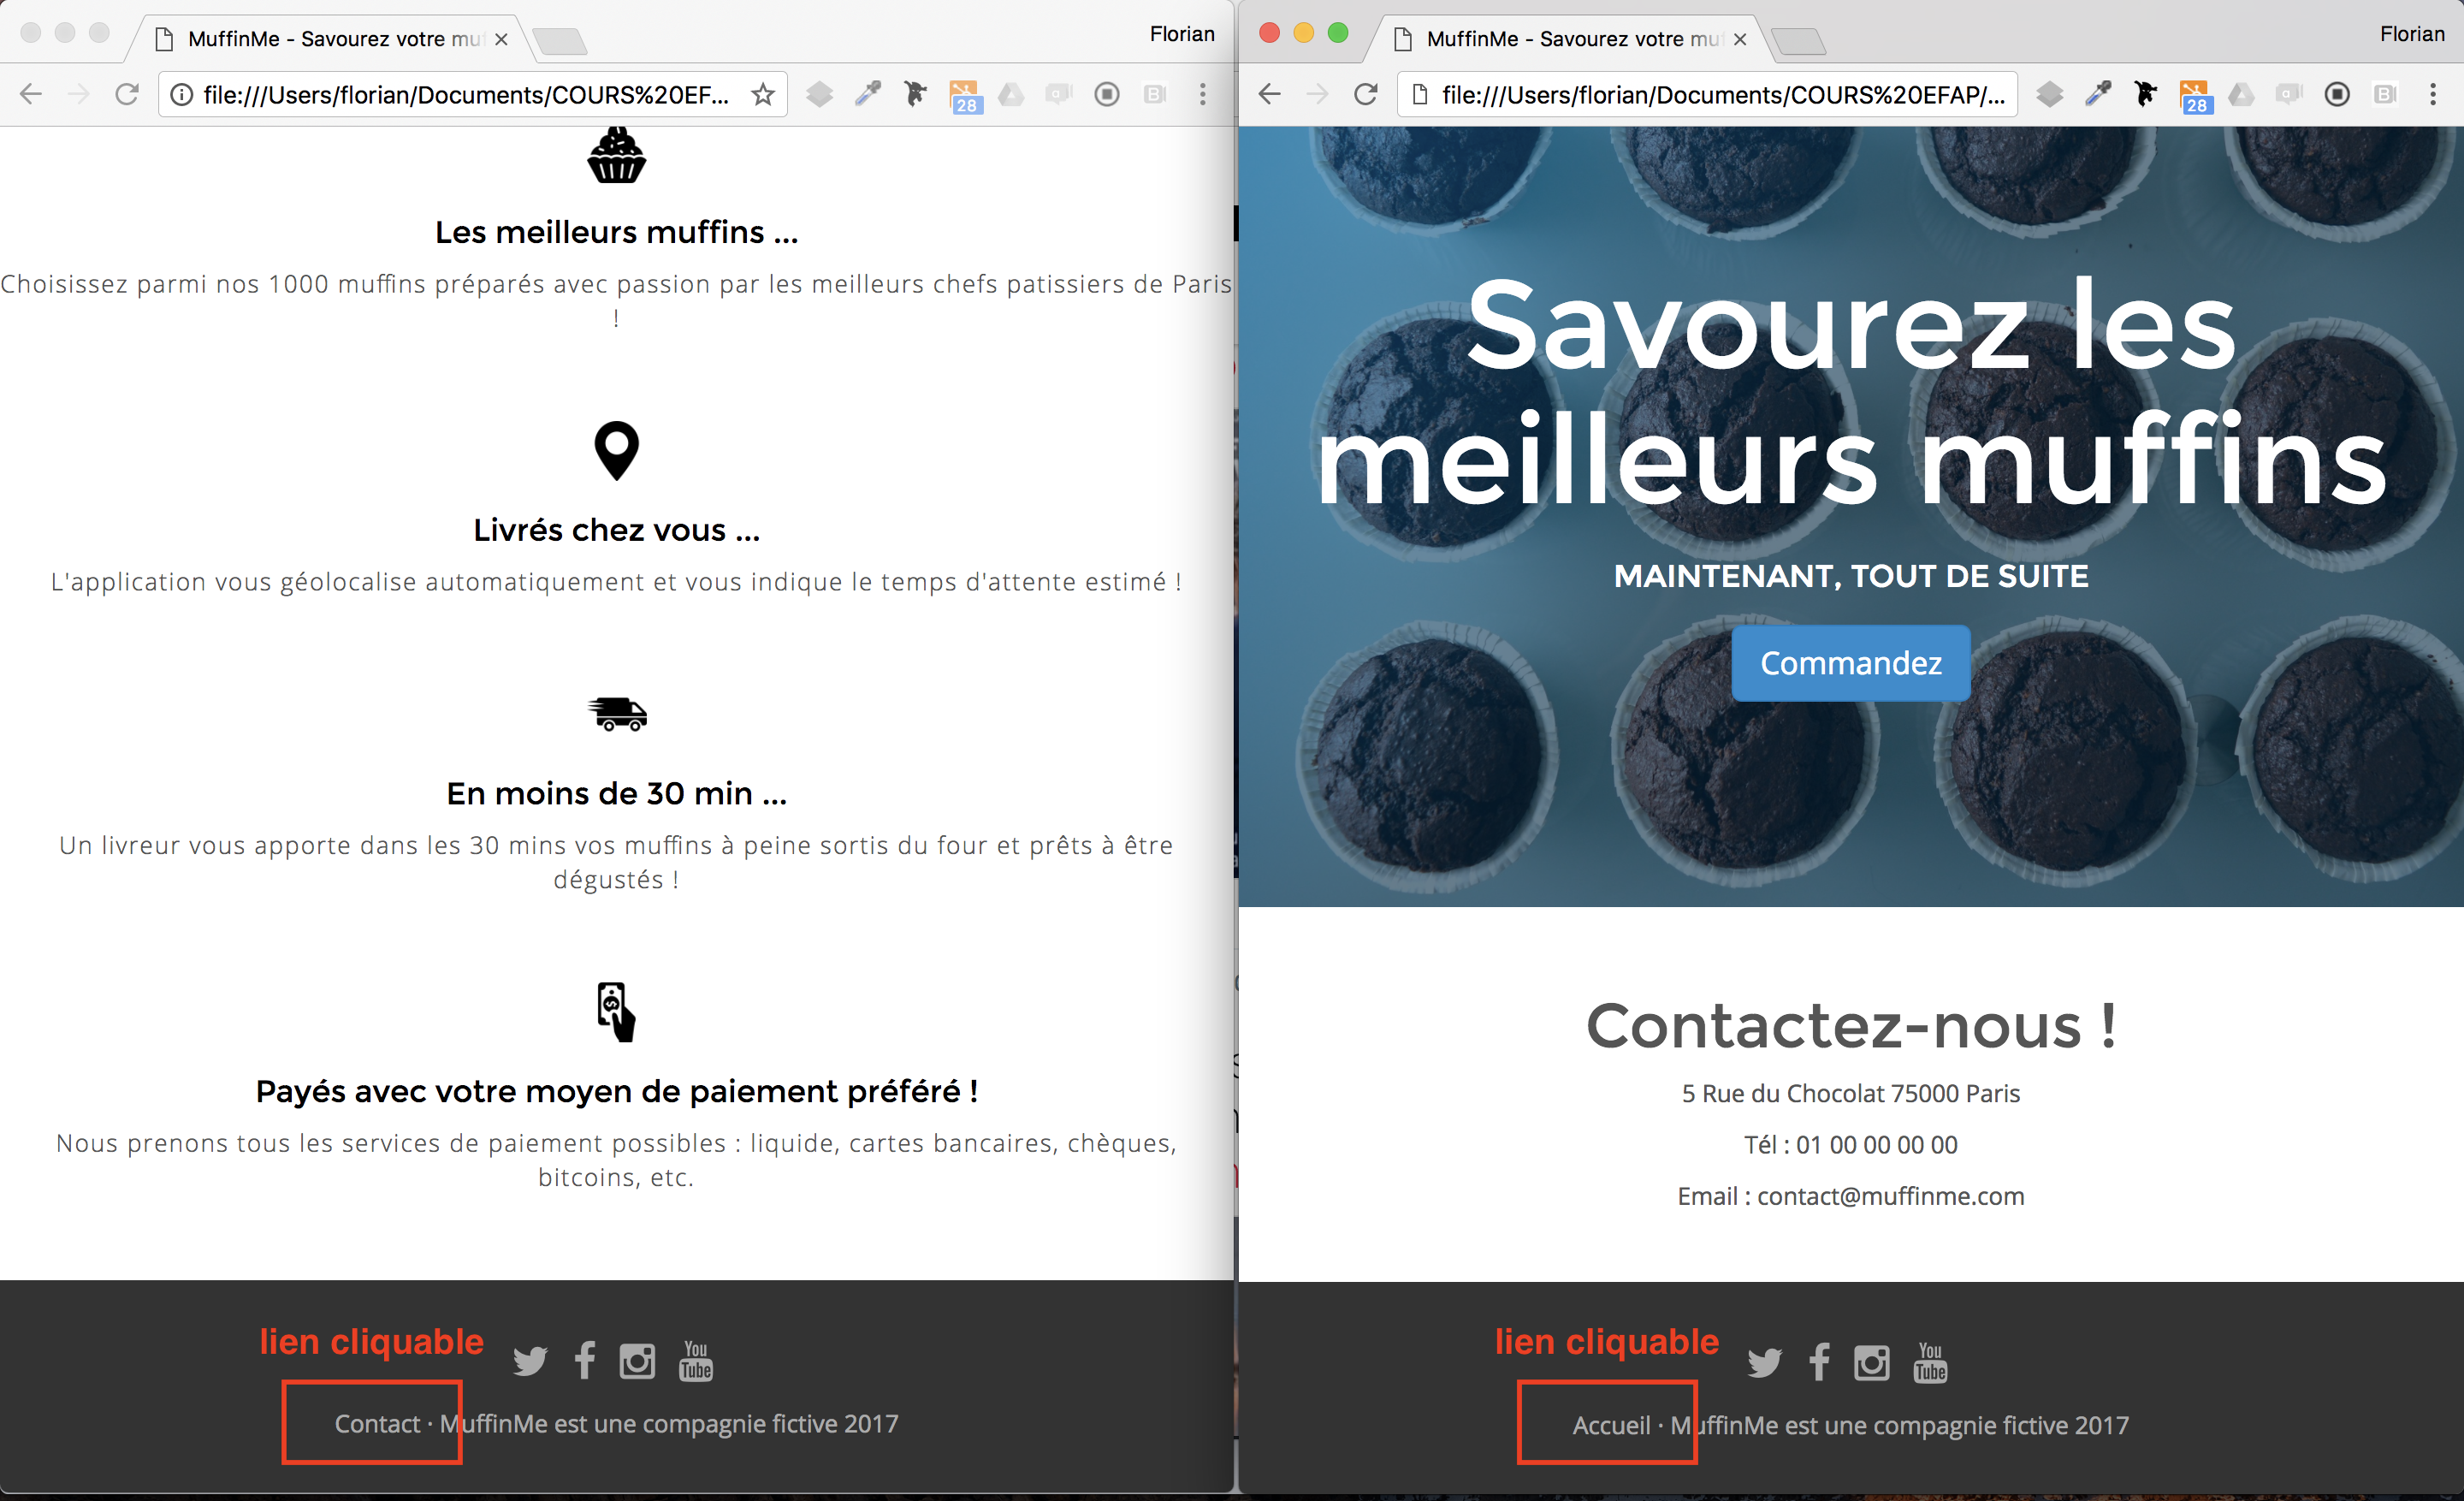 MuffinMe - Savourez votre muf
Florian
file:///Users/florian/Documents/COURS%20EF...
28
B
Les meilleurs muffins ...
Choisissez parmi nos 1000 muffins préparés avec passion par les meilleurs chefs patissiers de Paris
!
Livrés chez vous ...
L'application vous géolocalise automatiquement et vous indique le temps d'attente estimé !
En moins de 30 min ...
Un livreur vous apporte dans les 30 mins vos muffins à peine sortis du four et prêts à être
dégustés !
Payés avec votre moyen de paiement préféré !
Nous prenons tous les services de paiement possibles : liquide, cartes bancaires, chèques,
bitcoins, etc.
lien cliquable
You
Tube
Contact · MuffinMe est une compagnie fictive 2017
MuffinMe - Savourez votre muf
Florian
file:///Users/florian/Documents/COURS%20EFAP/...
28
B
Savourez les
meilleurs muffins
MAINTENANT, TOUT DE SUITE
Commandez
Contactez-nous !
5 Rue du Chocolat 75000 Paris
Tél : 01 00 00 00 00
Email : contact@muffinme.com
lien cliquable
You
Tube
Accueil · MuffinMe est une compagnie fictive 2017